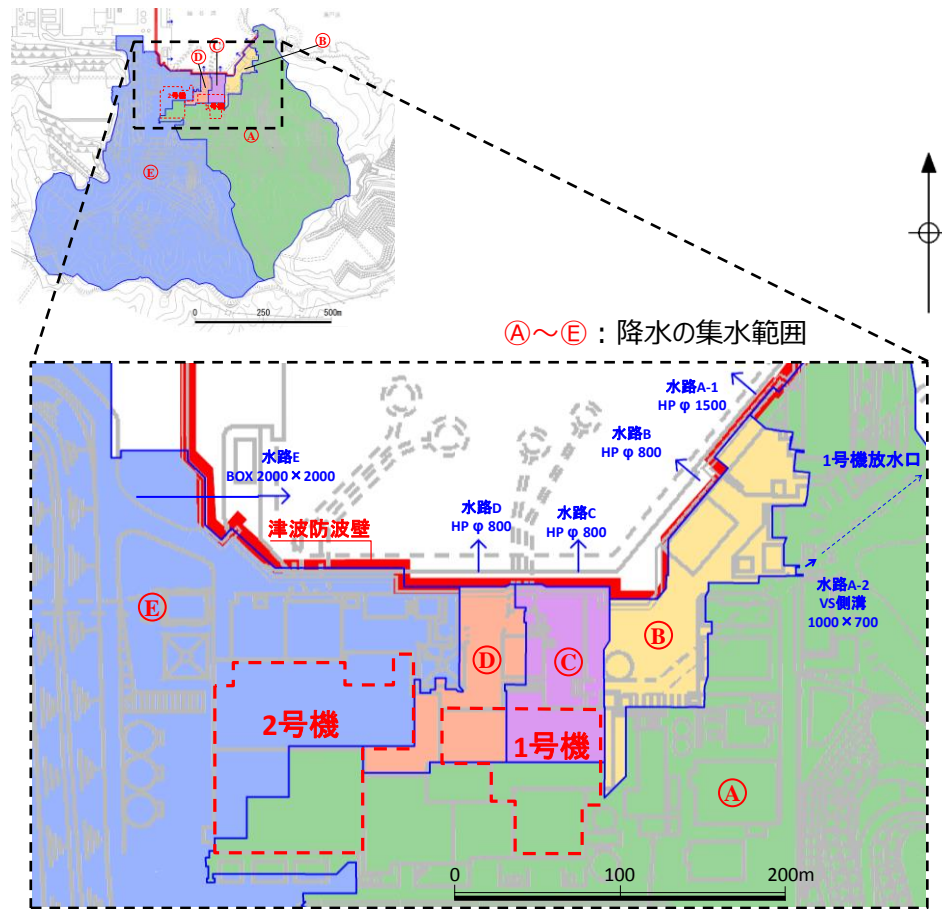 Ⓒ
Ⓑ
Ⓓ
2号機
Ⓐ
Ⓔ
0 250 500m
Ⓐ～Ⓔ：降水の集水範囲
水路A-1
HP φ 1500
水路B
HP φ 800
1号機放水口
水路E
BOX 2000×2000
水路D
HP φ 800
水路C
HP φ 800
津波防波壁
水路A-2
VS側溝
1000×700
Ⓔ
Ⓓ
Ⓒ
Ⓑ
2号機
1号機
Ⓐ
0 100 200m